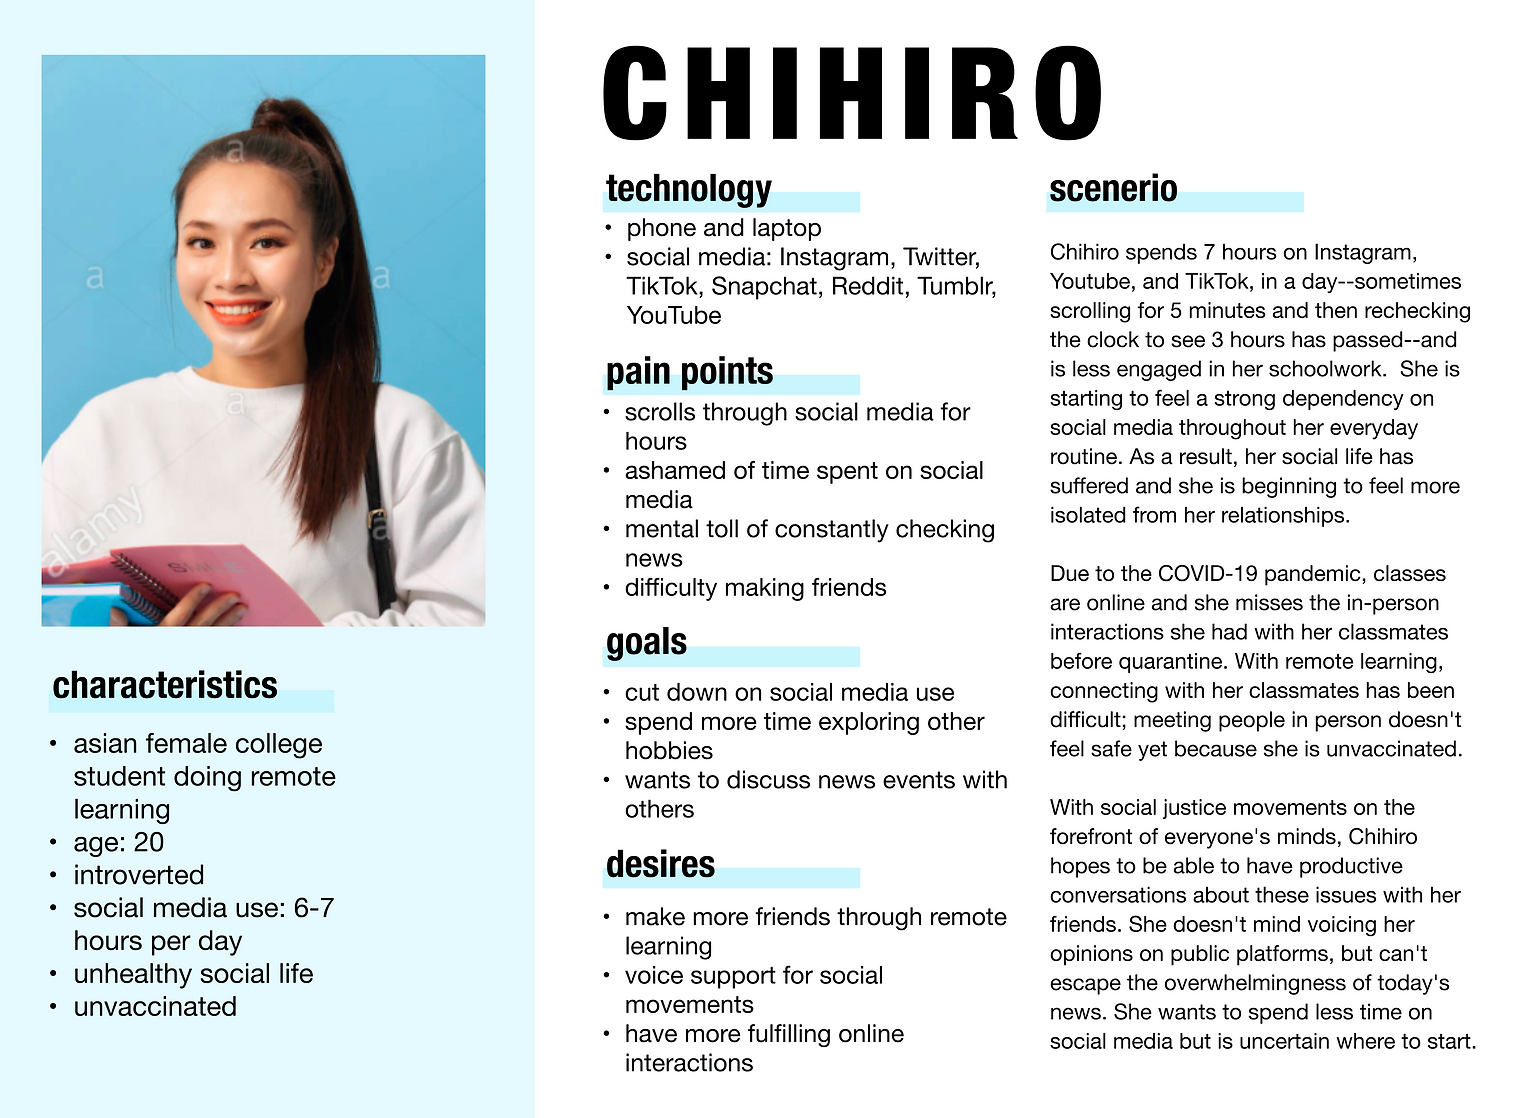 CHIHIRO
a
a
a
a
a
alamy
characteristics
• asian female college
student doing remote
learning
• age: 20
• introverted
• social media use: 6-7
hours per day
• unhealthy social life
• unvaccinated
technology
• phone and laptop
• social media: Instagram, Twitter,
TikTok, Snapchat, Reddit, Tumblr,
YouTube
pain points
• scrolls through social media for
hours
• ashamed of time spent on social
media
• mental toll of constantly checking
news
• difficulty making friends
goals
• cut down on social media use
• spend more time exploring other
hobbies
• wants to discuss news events with
others
desires
• make more friends through remote
learning
• voice support for social
movements
• have more fulfilling online
interactions
scenerio
Chihiro spends 7 hours on Instagram,
Youtube, and TikTok, in a day--sometimes
scrolling for 5 minutes and then rechecking
the clock to see 3 hours has passed--and
is less engaged in her schoolwork.  She is
starting to feel a strong dependency on
social media throughout her everyday
routine. As a result, her social life has
suffered and she is beginning to feel more
isolated from her relationships.
Due to the COVID-19 pandemic, classes
are online and she misses the in-person
interactions she had with her classmates
before quarantine. With remote learning,
connecting with her classmates has been
difficult; meeting people in person doesn't
feel safe yet because she is unvaccinated.
With social justice movements on the
forefront of everyone's minds, Chihiro
hopes to be able to have productive
conversations about these issues with her
friends. She doesn't mind voicing her
opinions on public platforms, but can't
escape the overwhelmingness of today's
news. She wants to spend less time on
social media but is uncertain where to start.